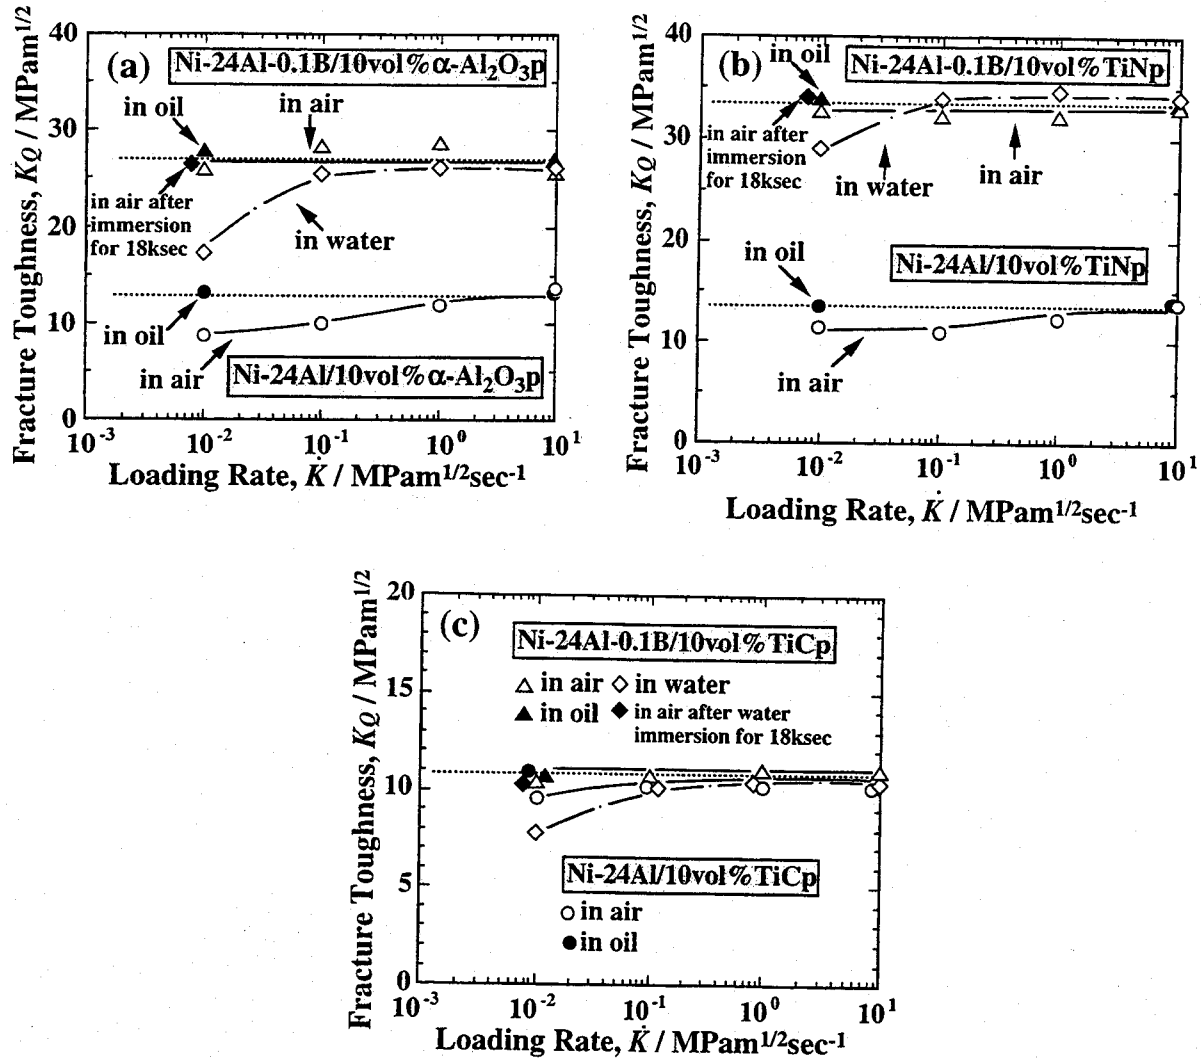 Fracture Toughness, KQ / MPam1/2
40
30
20
10
0
(a)
Ni-24Al-0.1B/10vol%α-Al2O3p
in oil
in air
in air after
immersion
for 18ksec
in water
in oil
in air
Ni-24Al/10vol%α-Al2O3p
10-3
10-2
10-1
100
101
Loading Rate, K̇ / MPam1/2sec-1
Fracture Toughness, KQ / MPam1/2
40
30
20
10
0
(b)
in oil
Ni-24Al-0.1B/10vol%TiNp
in air after
immersion
for 18ksec
in water
in air
in oil
Ni-24Al/10vol%TiNp
in air
10-3
10-2
10-1
100
101
Loading Rate, K̇ / MPam1/2sec-1
Fracture Toughness, KQ / MPam1/2
20
15
10
5
0
(c)
Ni-24Al-0.1B/10vol%TiCp
in air
in water
in oil
in air after water
immersion for 18ksec
Ni-24Al/10vol%TiCp
in air
in oil
10-3
10-2
10-1
100
101
Loading Rate, K̇ / MPam1/2sec-1